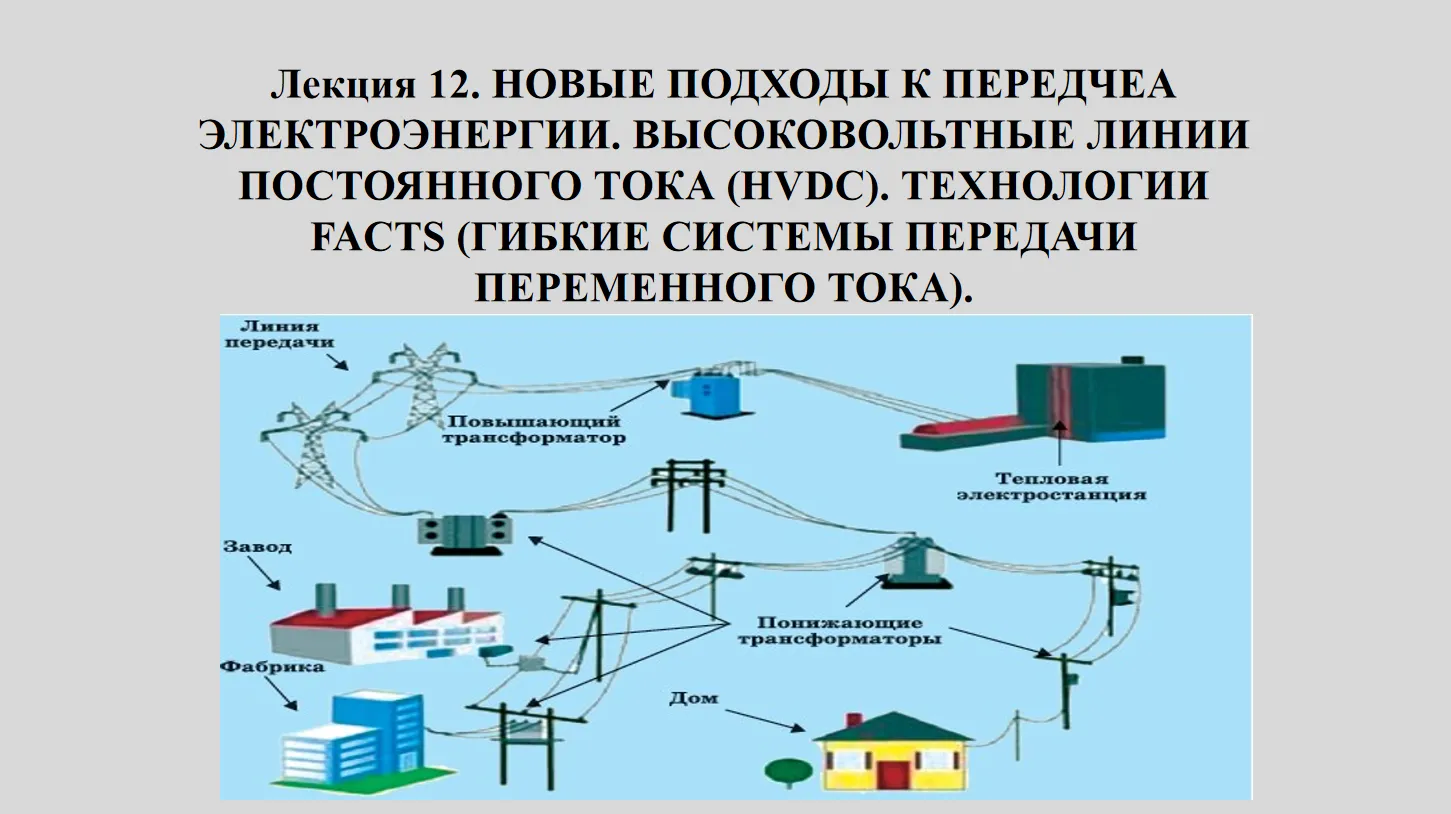 Лекция 12. НОВЫЕ ПОДХОДЫ К ПЕРЕДЧЕА
ЭЛЕКТРОЭНЕРГИИ. ВЫСОКОВОЛЬТНЫЕ ЛИНИИ
ПОСТОЯННОГО ТОКА (HVDC). ТЕХНОЛОГИИ
FACTS (ГИБКИЕ СИСТЕМЫ ПЕРЕДАЧИ
ПЕРЕМЕННОГО ТОКА).
Линия
передачи
Повышающий
трансформатор
Тепловая
электростанция
Завод
Понижающие
трансформаторы
Фабрика
Дом